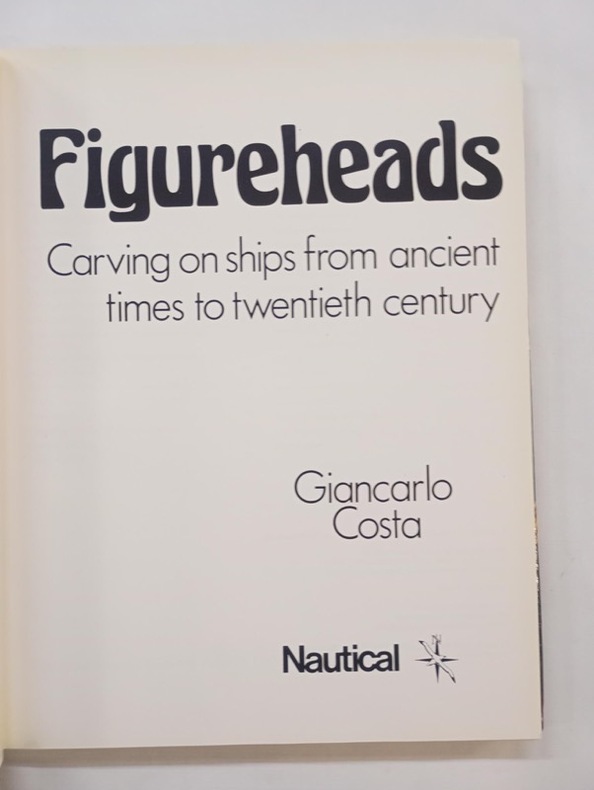 Figureheads
Carving on ships from ancient
times to twentieth century
Giancarlo
Costa
Nautical